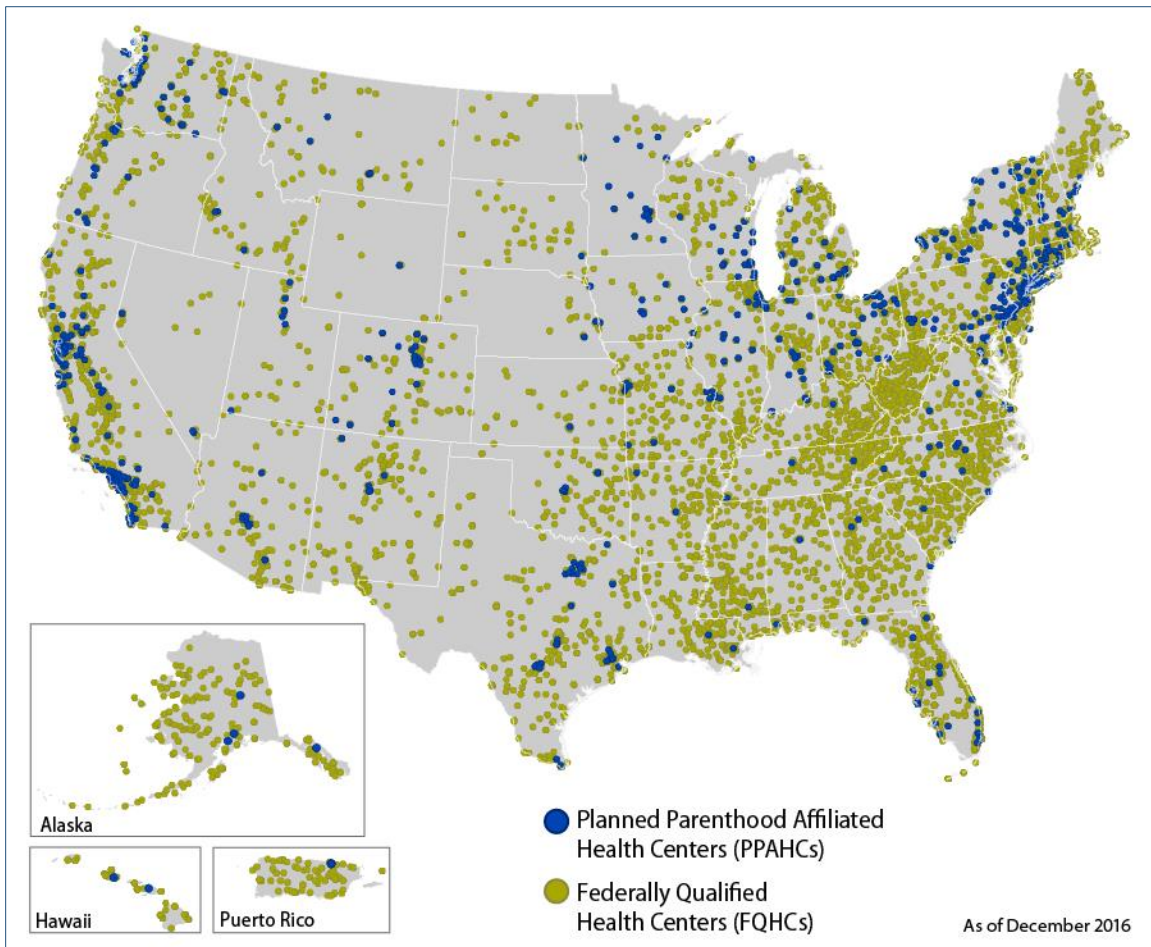 Alaska
Hawaii
Puerto Rico
Planned Parenthood Affiliated
Health Centers (PPAHCs)
Federally Qualified
Health Centers (FQHCs)
As of December 2016